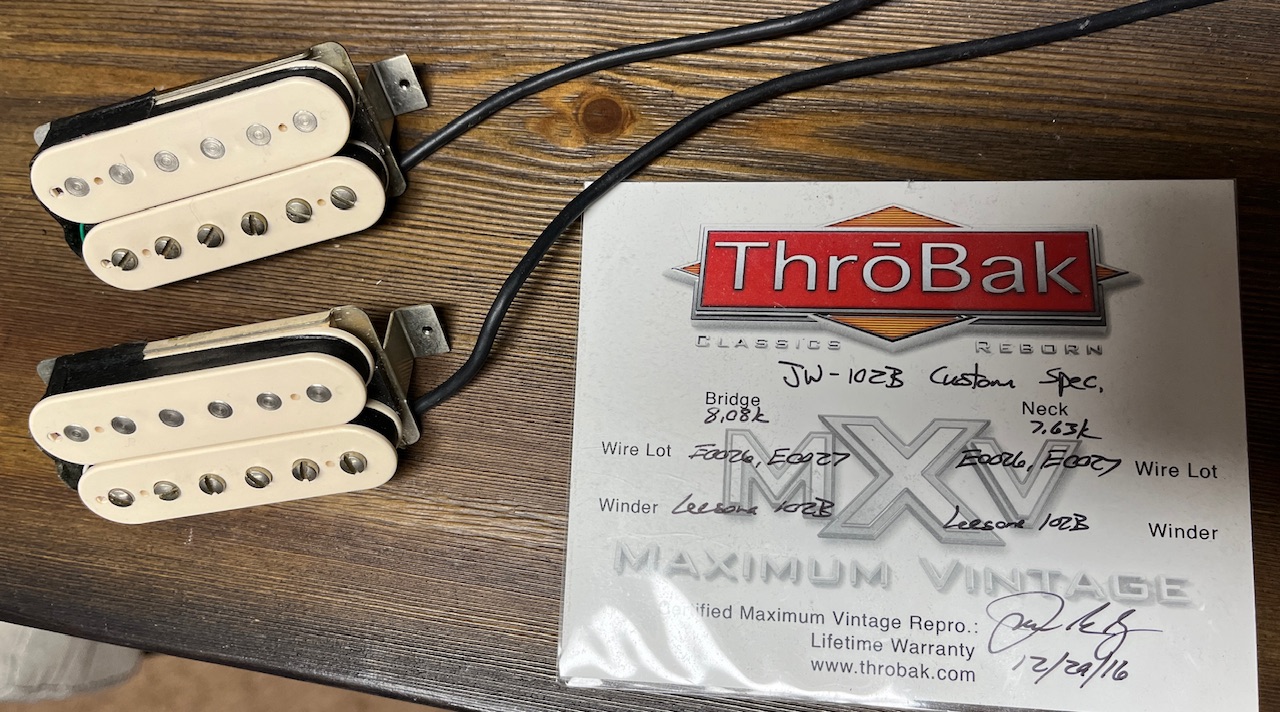 ThrōBak
Classics Reborn
JW-102B Custom Spec.
Bridge
8.08k
Neck
7.63k
Wire Lot E0026, E0027
E0026, E0027 Wire Lot
MXV
Winder Leesona 102B
Leesona 102B Winder
Maximum Vintage
Certified Maximum Vintage Repro.:
Lifetime Warranty
www.throbak.com
12/29/16